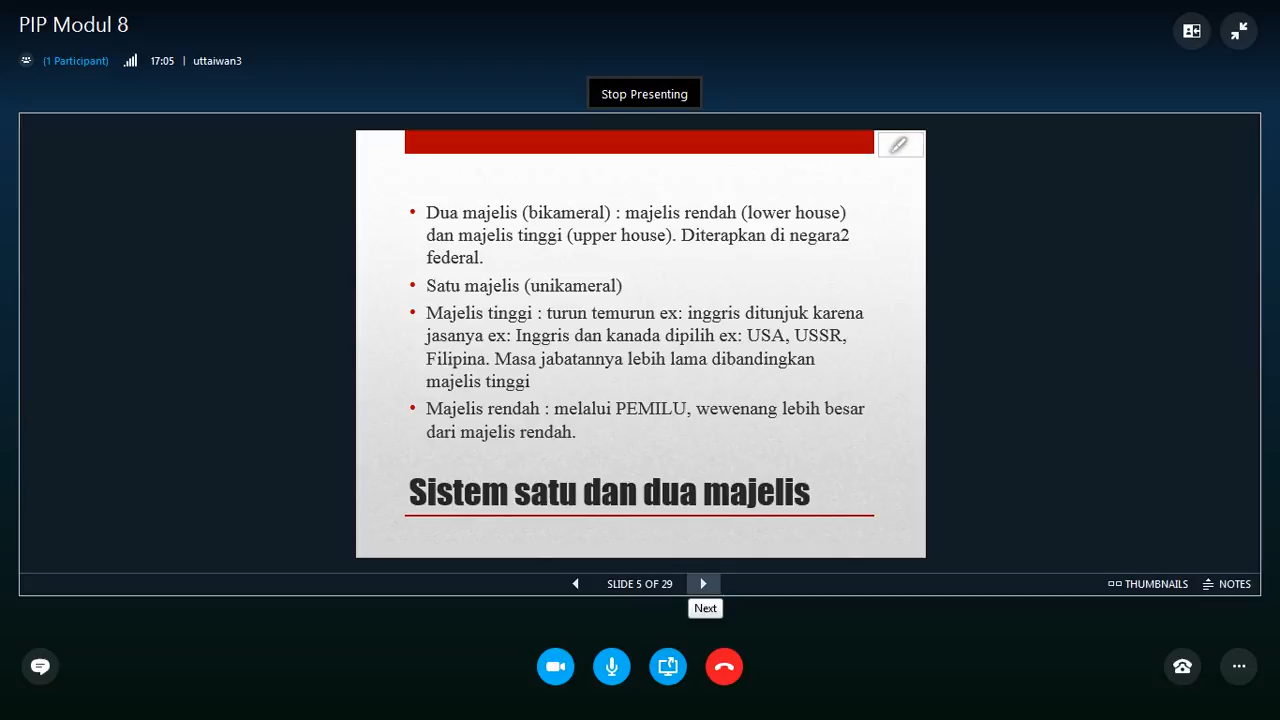 PIP Modul 8
(1 Participant) 17:05 | uttaiwan3
Stop Presenting
• Dua majelis (bikameral) : majelis rendah (lower house)
dan majelis tinggi (upper house). Diterapkan di negara2
federal.
• Satu majelis (unikameral)
• Majelis tinggi : turun temurun ex: inggris ditunjuk karena
jasanya ex: Inggris dan kanada dipilih ex: USA, USSR,
Filipina. Masa jabatannya lebih lama dibandingkan
majelis tinggi
• Majelis rendah : melalui PEMILU, wewenang lebih besar
dari majelis rendah.
Sistem satu dan dua majelis
SLIDE 5 OF 29
THUMBNAILS
NOTES
Next